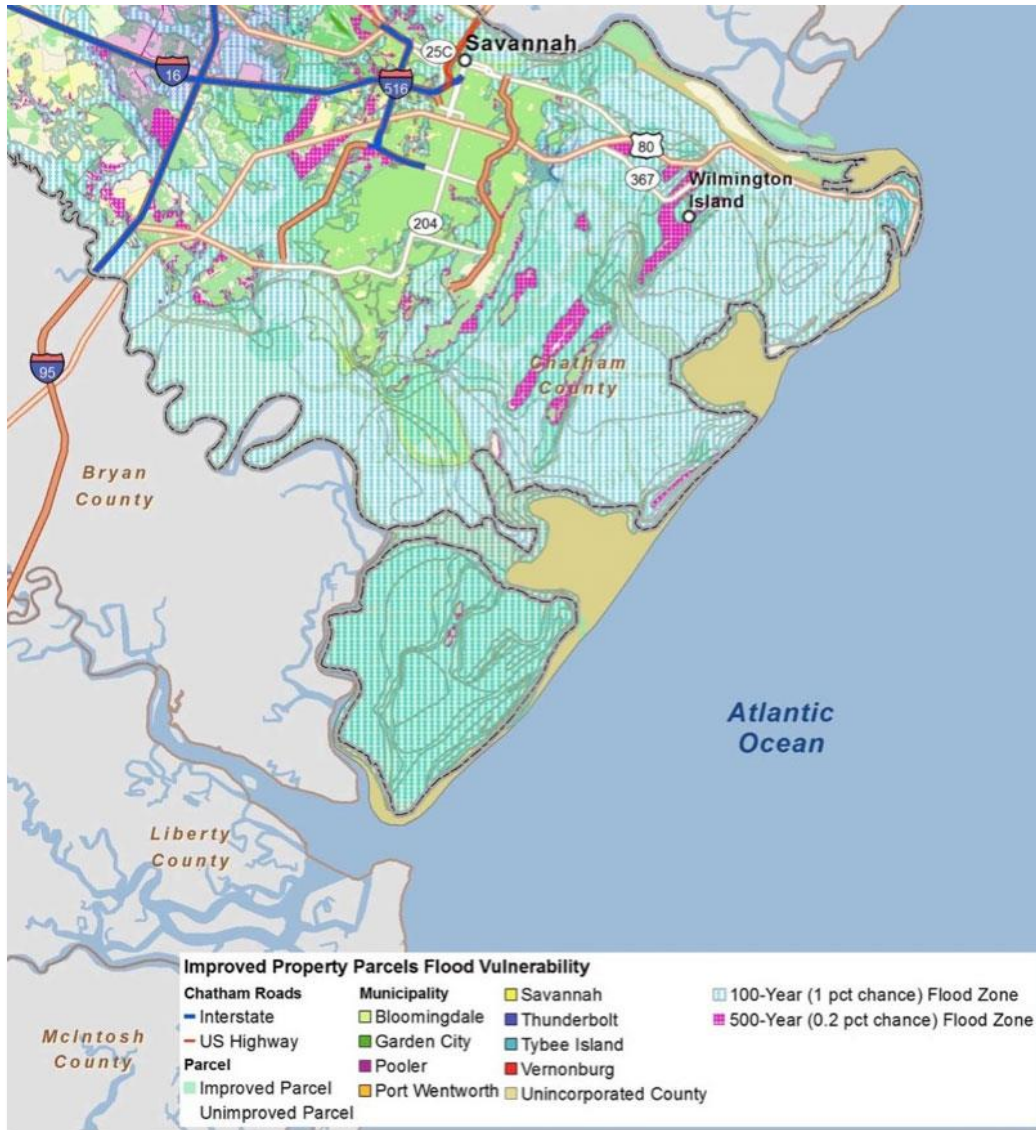 25C
Savannah
16
516
80
367
Wilmington
Island
204
Chatham
County
95
Bryan
County
Atlantic
Ocean
Liberty
County
McIntosh
County
Improved Property Parcels Flood Vulnerability
Chatham Roads
Interstate
US Highway
Parcel
Improved Parcel
Unimproved Parcel
Municipality
Bloomingdale
Garden City
Pooler
Port Wentworth
Savannah
Thunderbolt
Tybee Island
Vernonburg
Unincorporated County
100-Year (1 pct chance) Flood Zone
500-Year (0.2 pct chance) Flood Zone